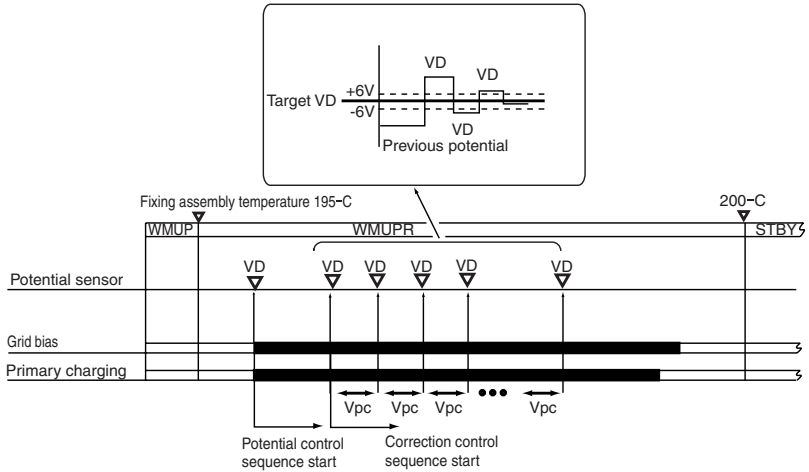 VD
VD
Target VD
+6V
-6V
VD
Previous potential
Fixing assembly temperature 195-C
200-C
WMUP
WMUPR
STBY
VD VD VD VD VD VD
Potential sensor
Grid bias
Primary charging
Vpc Vpc Vpc Vpc
Potential control
sequence start
Correction control
sequence start